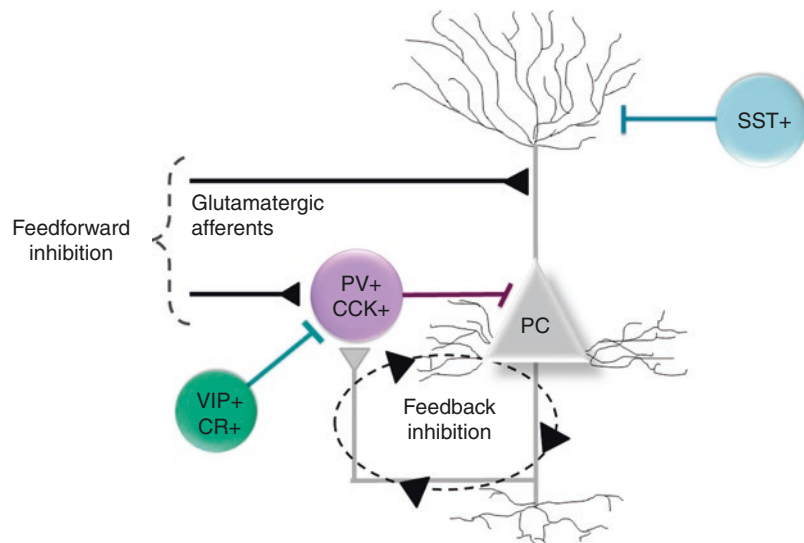 SST+
Glutamatergic
afferents
Feedforward
inhibition
PV+
CCK+
PC
VIP+
CR+
Feedback
inhibition